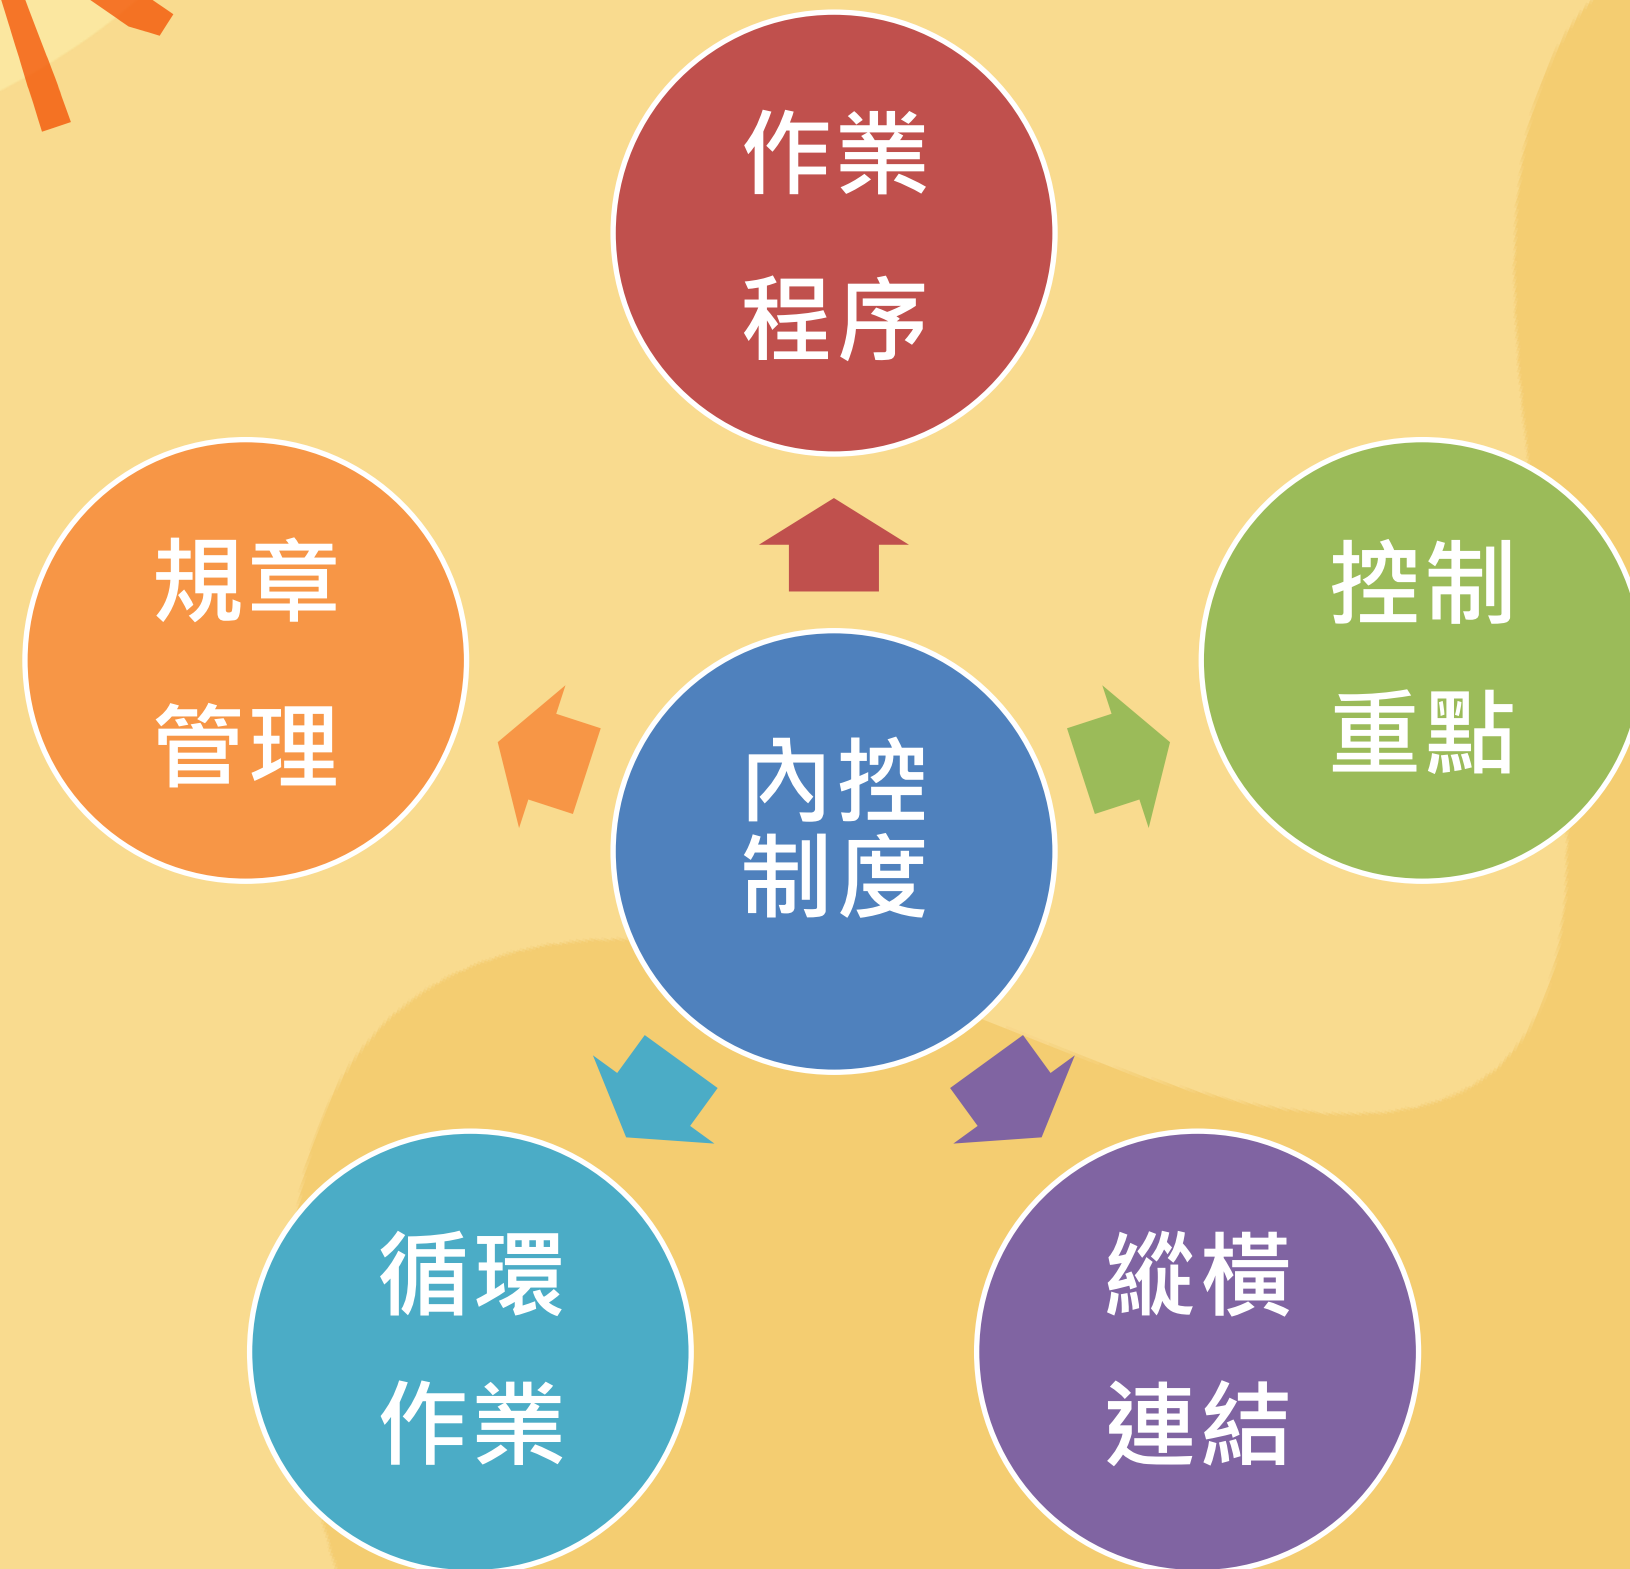 作業
程序
規章
管理
控制
重點
內控
制度
循環
作業
縱橫
連結